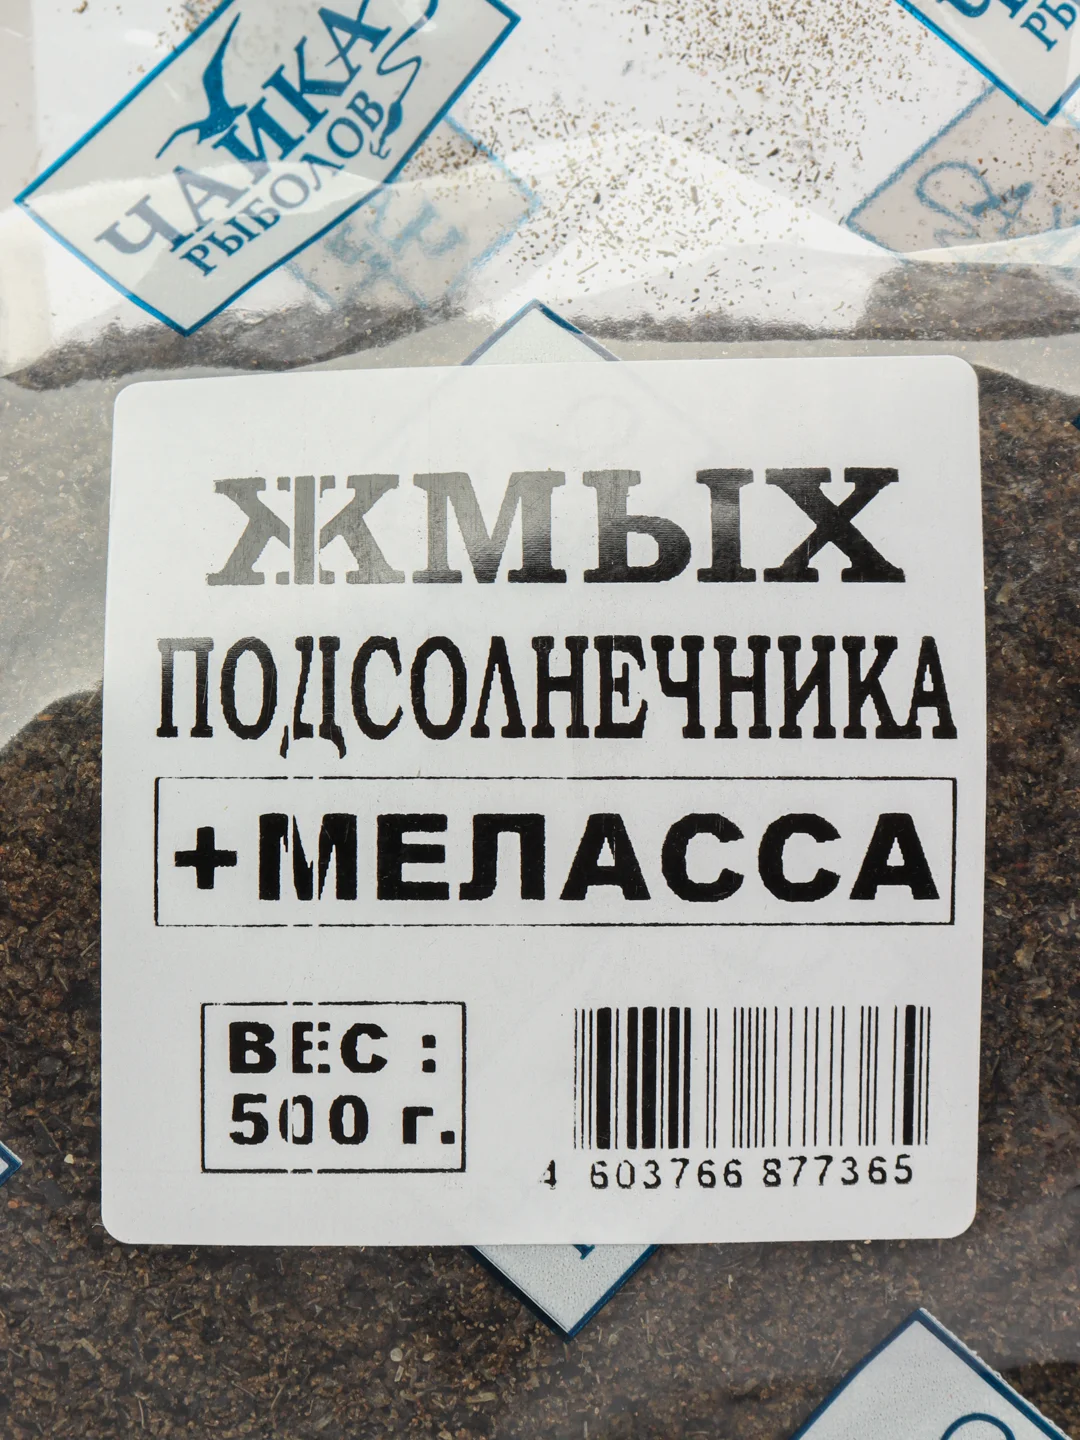 ЧАЙКА
РЫБОЛОВ
ЖМЫХ
ПОДСОЛНЕЧНИКА
+МЕЛАССА
ВЕС :
500 г.
4 603766 877365